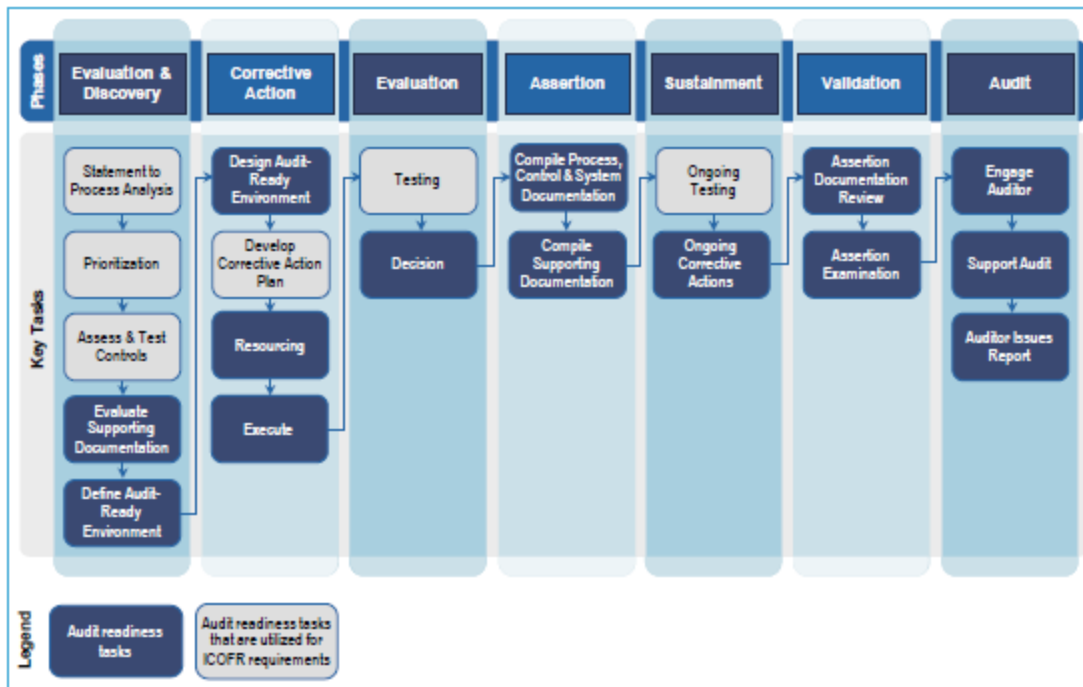 Phases
Evaluation &
Discovery
Corrective
Action
Evaluation
Assertion
Sustainment
Validation
Audit
Key Tasks
Statement to
Process Analysis
Prioritization
Assess & Test
Controls
Evaluate
Supporting
Documentation
Define Audit-
Ready
Environment
Design Audit-
Ready
Environment
Develop
Corrective Action
Plan
Resourcing
Execute
Testing
Decision
Compile Process,
Control & System
Documentation
Compile
Supporting
Documentation
Ongoing
Testing
Ongoing
Corrective
Actions
Assertion
Documentation
Review
Assertion
Examination
Engage
Auditor
Support Audit
Auditor Issues
Report
Legend
Audit readiness
tasks
Audit readiness tasks
that are utilized for
ICOFR requirements